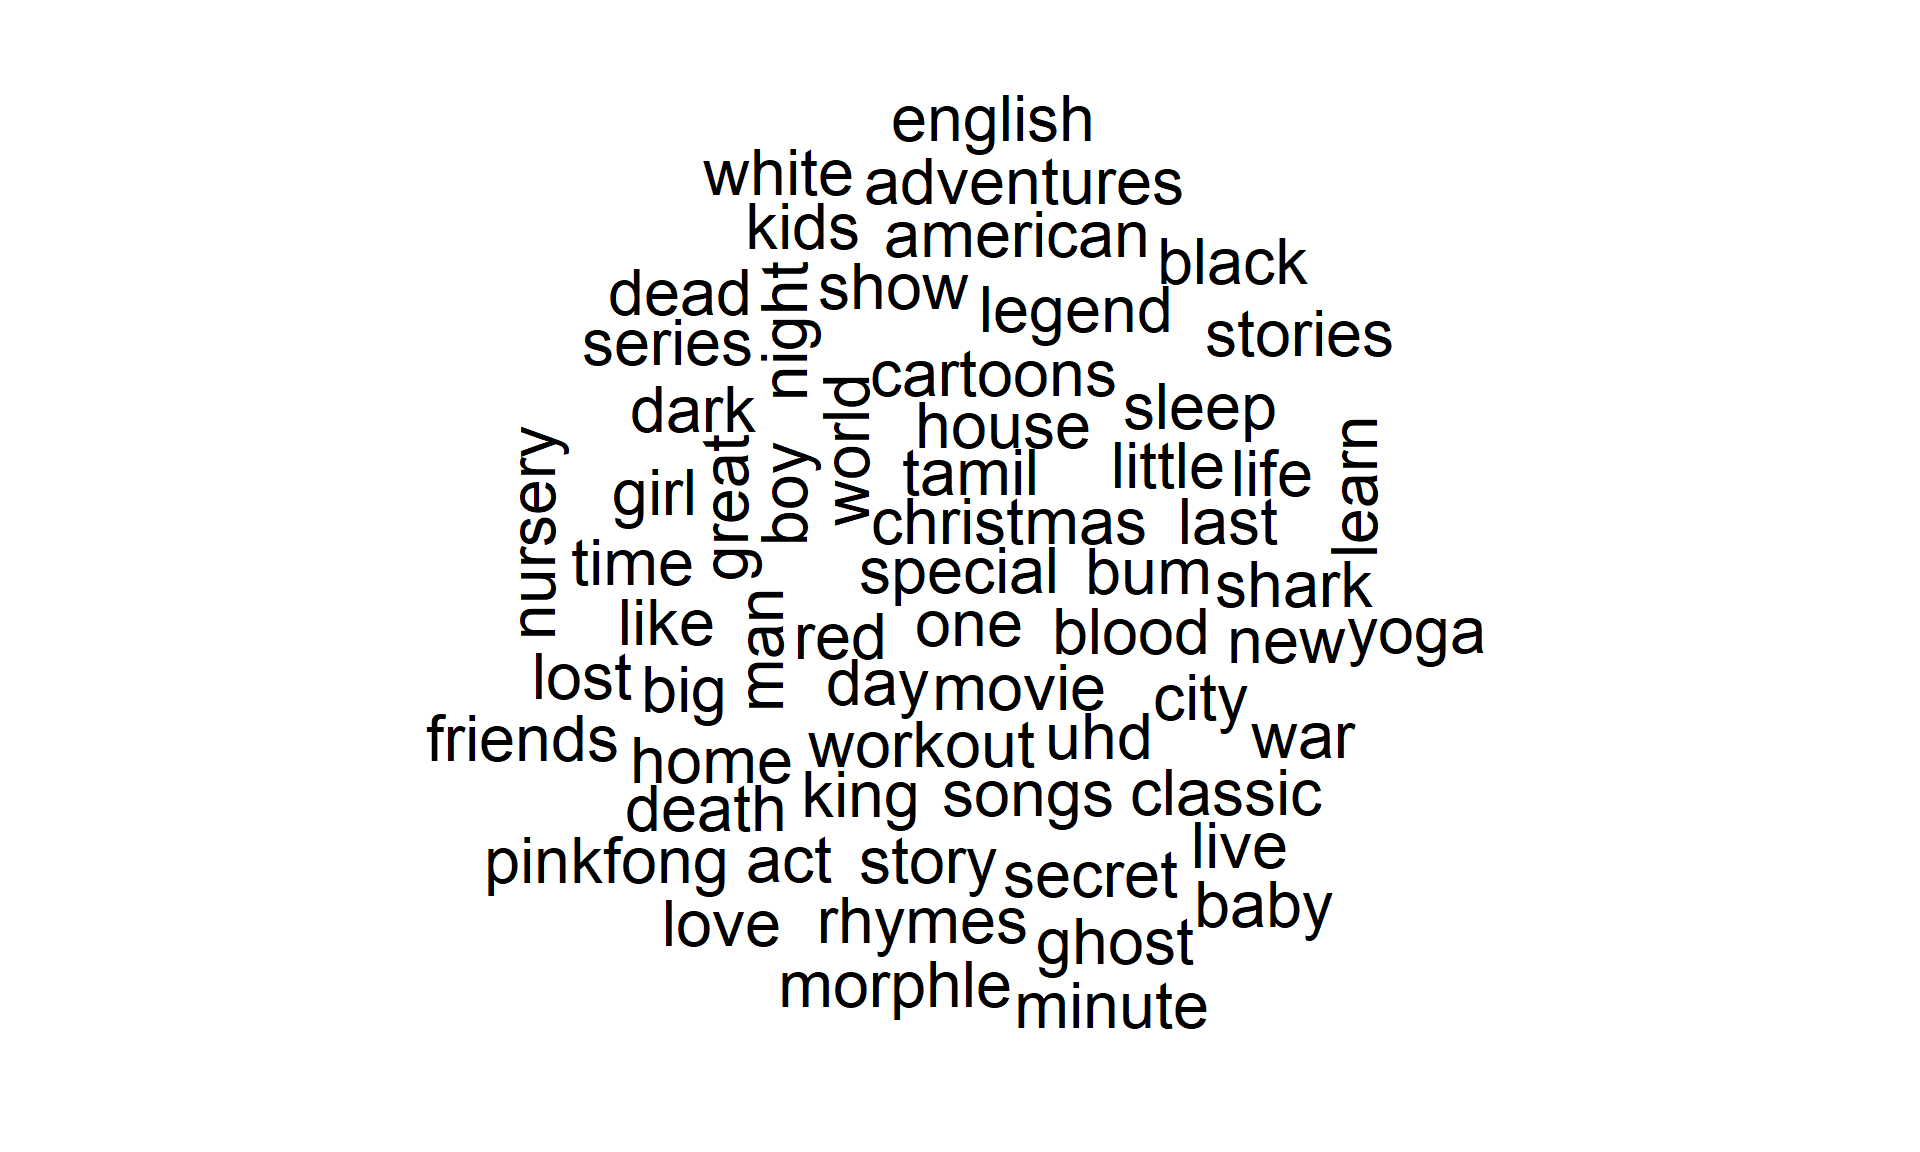 english
white adventures
kids american
black
dead night show legend
series stories
cartoons
dark world house sleep
nursery girl great boy tamil little life learn
christmas last
time special bum shark
like man red one blood new yoga
lost big day movie city
friends home workout uhd war
death king songs classic
pinkfong act story secret live
love rhymes ghost baby
morphle minute